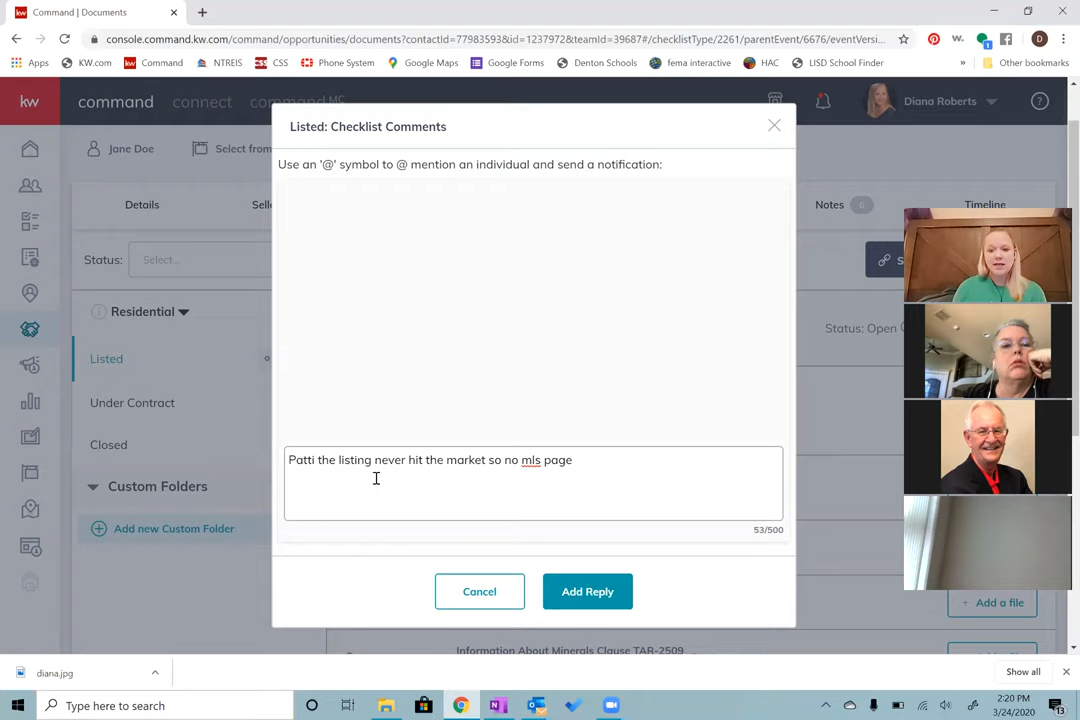 Command | Documents
console.command.kw.com/command/opportunities/documents?contactId=77983593&id=1237972&teamId=39687#/checklistType/2261/parentEvent/6676/eventVersi...
Apps KW.com Command NTREIS CSS Phone System Google Maps Google Forms Denton Schools fema interactive HAC LISD School Finder » Other bookmarks
kw command connect command MC Diana Roberts
Jane Doe Select from
Details Notes 0 Timeline
Status: Select...
Residential
Status: Open
Listed
Under Contract
Closed
Custom Folders
Add new Custom Folder
Listed: Checklist Comments
Use an '@' symbol to @ mention an individual and send a notification:
Patti the listing never hit the market so no mls page
53/500
Cancel Add Reply
+ Add a file
Information About Minerals Clause TAR-2509
diana.jpg Show all
Type here to search
2:20 PM
3/24/2020
13